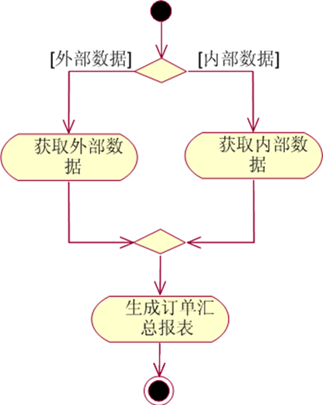 [外部数据]
[内部数据]
获取外部数
据
获取内部数
据
生成订单汇
总报表